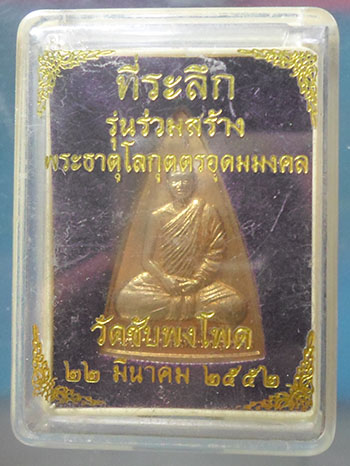 ที่ระลึก
รุ่นร่วมสร้าง
พระธาตุโลกุตตรอุดมมงคล
วัดซับพงโพด
๒๒ มีนาคม ๒๕๕๒